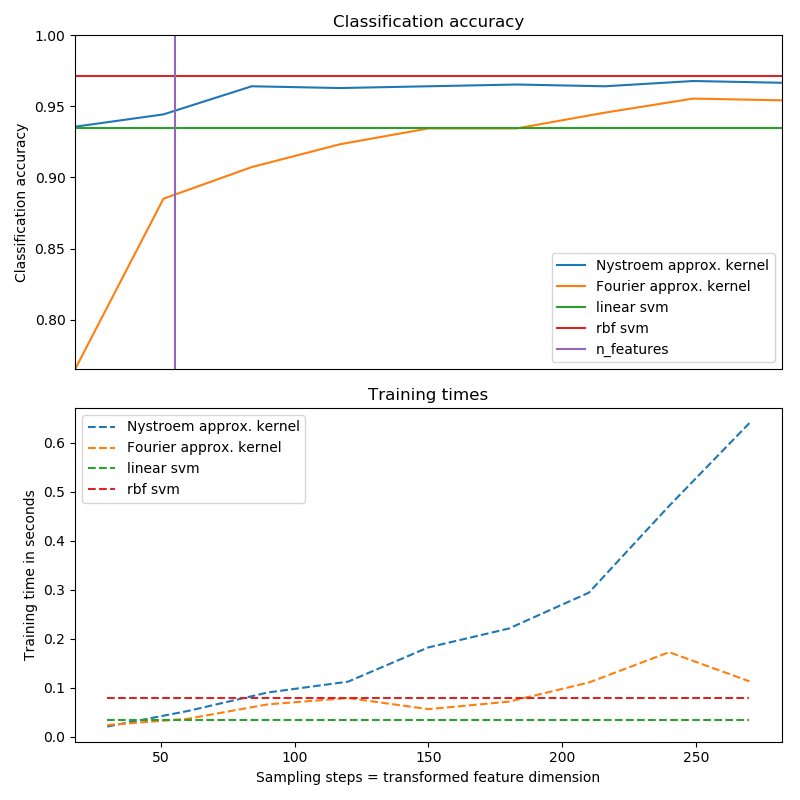 Classification accuracy
1.00
0.95
0.90
0.85
0.80
Classification accuracy
Nystroem approx. kernel
Fourier approx. kernel
linear svm
rbf svm
n_features
Training times
Nystroem approx. kernel
Fourier approx. kernel
linear svm
rbf svm
0.6
0.5
0.4
0.3
0.2
0.1
0.0
Training time in seconds
50
100
150
200
250
Sampling steps = transformed feature dimension